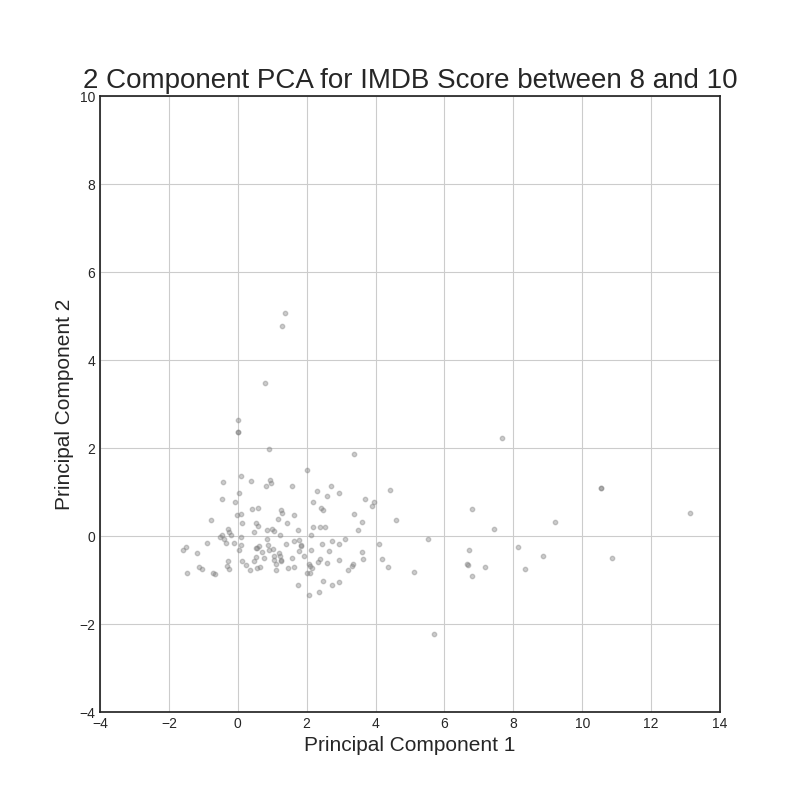 2 Component PCA for IMDB Score between 8 and 10
10
8
6
4
2
0
−2
−4
Principal Component 2
−4 −2 0 2 4 6 8 10 12 14
Principal Component 1